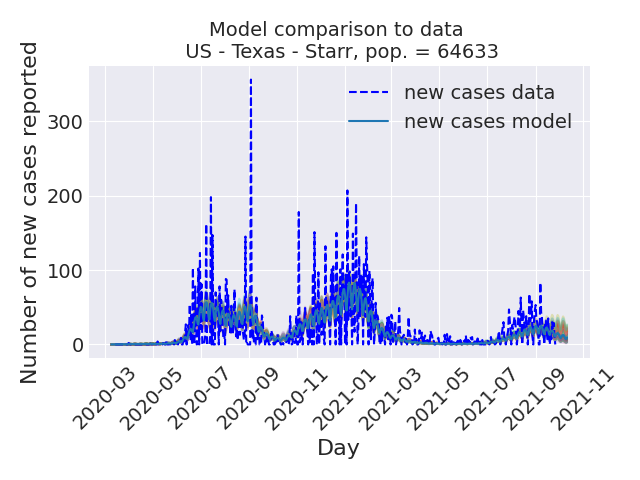 Model comparison to data
US - Texas - Starr, pop. = 64633
Number of new cases reported
300
200
100
0
new cases data
new cases model
2020-03
2020-05
2020-07
2020-09
2020-11
2021-01
2021-03
2021-05
2021-07
2021-09
2021-11
Day